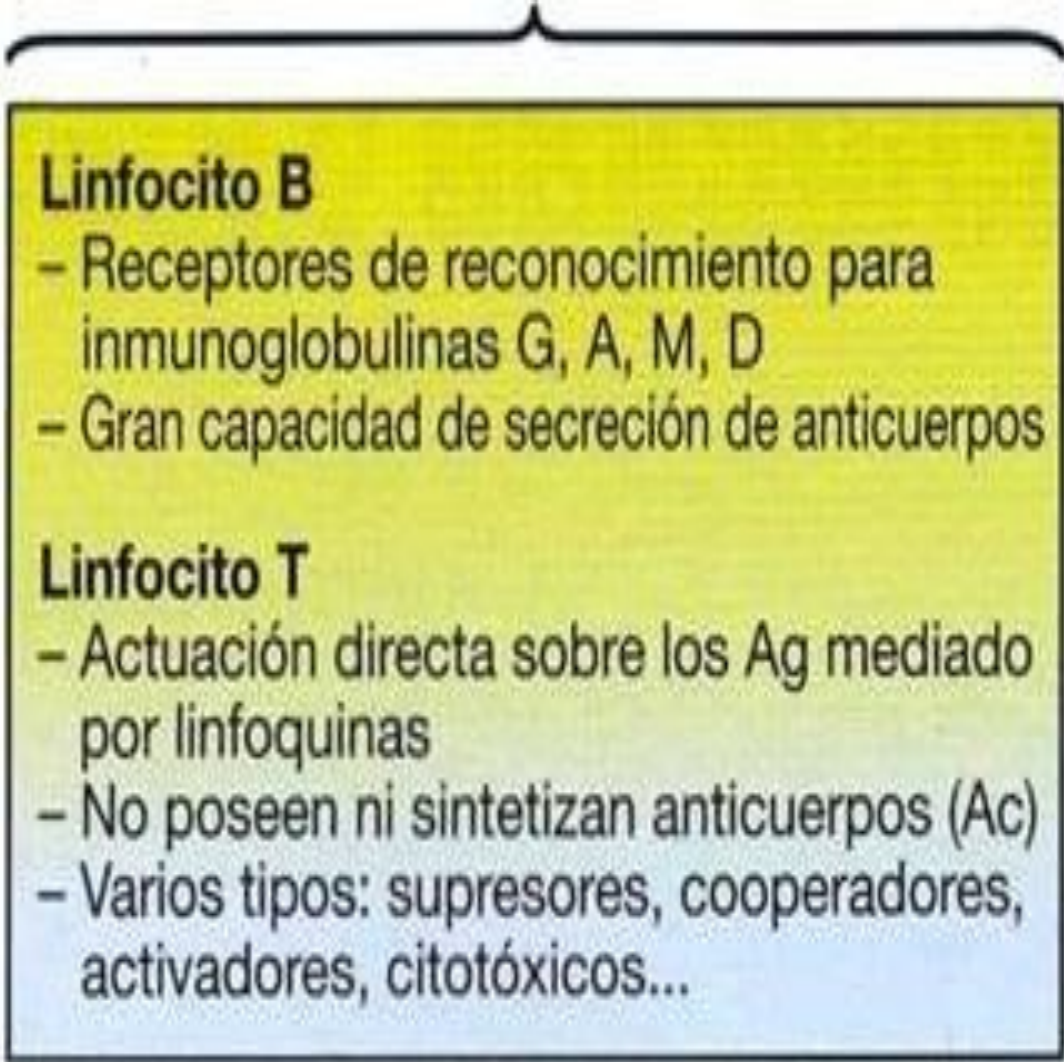 Linfocito B
– Receptores de reconocimiento para
inmunoglobulinas G, A, M, D
– Gran capacidad de secreción de anticuerpos
Linfocito T
– Actuación directa sobre los Ag mediado
por linfoquinas
– No poseen ni sintetizan anticuerpos (Ac)
– Varios tipos: supresores, cooperadores,
activadores, citotóxicos...